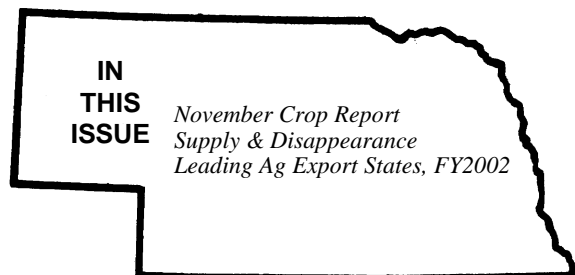 IN
THIS
ISSUE
November Crop Report
Supply & Disappearance
Leading Ag Export States, FY2002